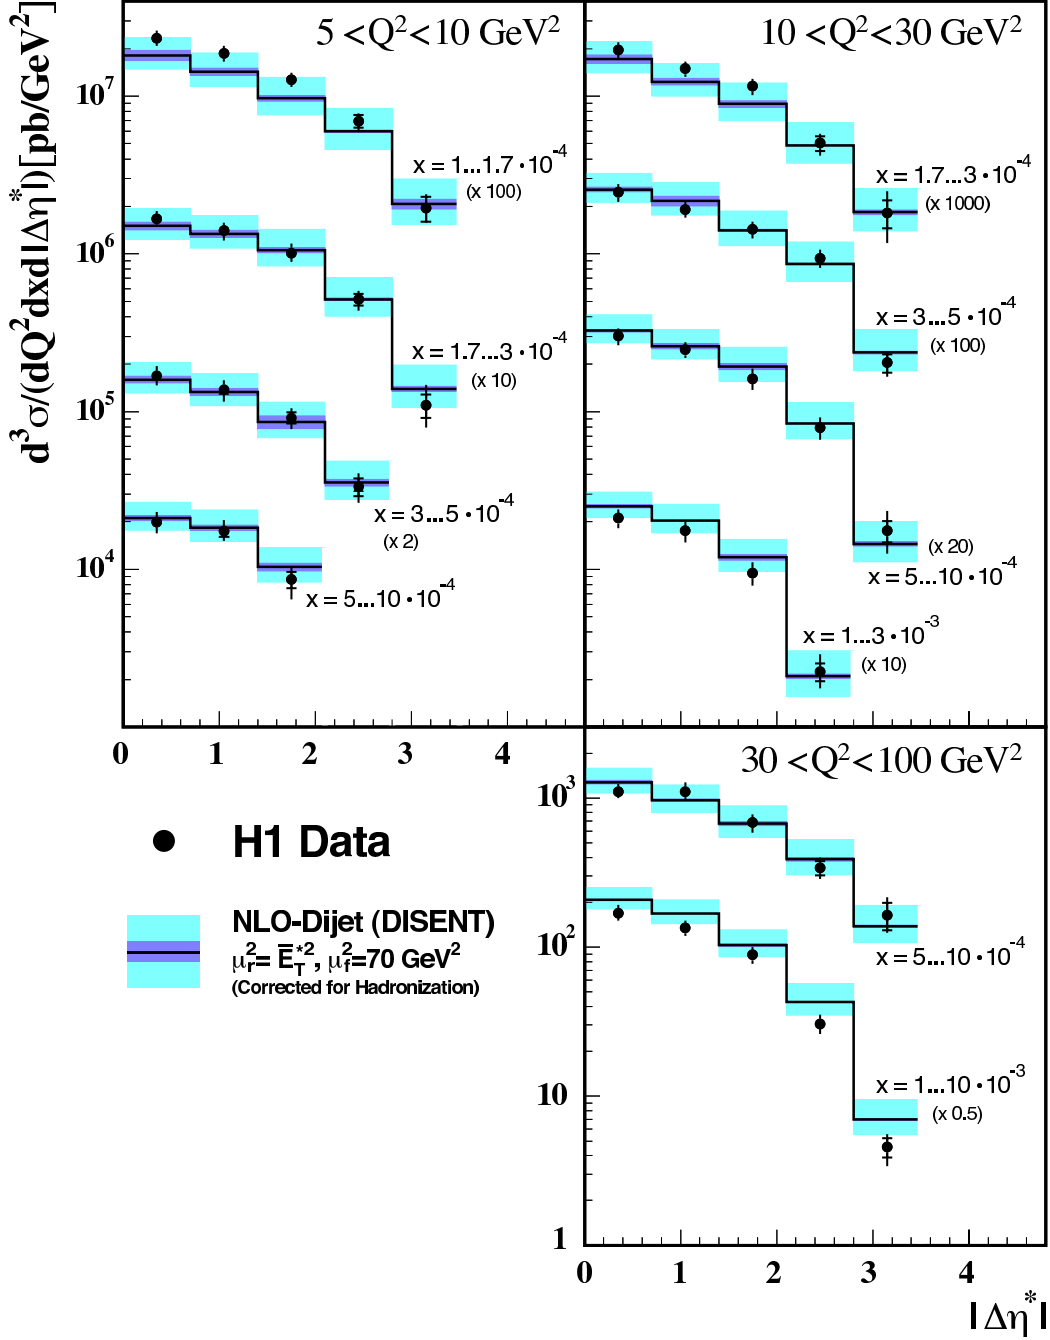 d³σ/(dQ²dxd|Δη*|)[pb/GeV²]
5 <Q²<10 GeV²
10⁷
10⁶
10⁵
10⁴
x = 1...1.7·10⁻⁴
(x 100)
x = 1.7...3·10⁻⁴
(x 10)
x = 3...5·10⁻⁴
(x 2)
x = 5...10·10⁻⁴
0 1 2 3 4
10 <Q²<30 GeV²
x = 1.7...3·10⁻⁴
(x 1000)
x = 3...5·10⁻⁴
(x 100)
(x 20)
x = 5...10·10⁻⁴
x = 1...3·10⁻³
(x 10)
30 <Q²<100 GeV²
10³
10²
10
1
x = 5...10·10⁻⁴
x = 1...10·10⁻³
(x 0.5)
0 1 2 3 4
|Δη*|
H1 Data
NLO-Dijet (DISENT)
μ_r²= Ē_T*², μ_f²=70 GeV²
(Corrected for Hadronization)